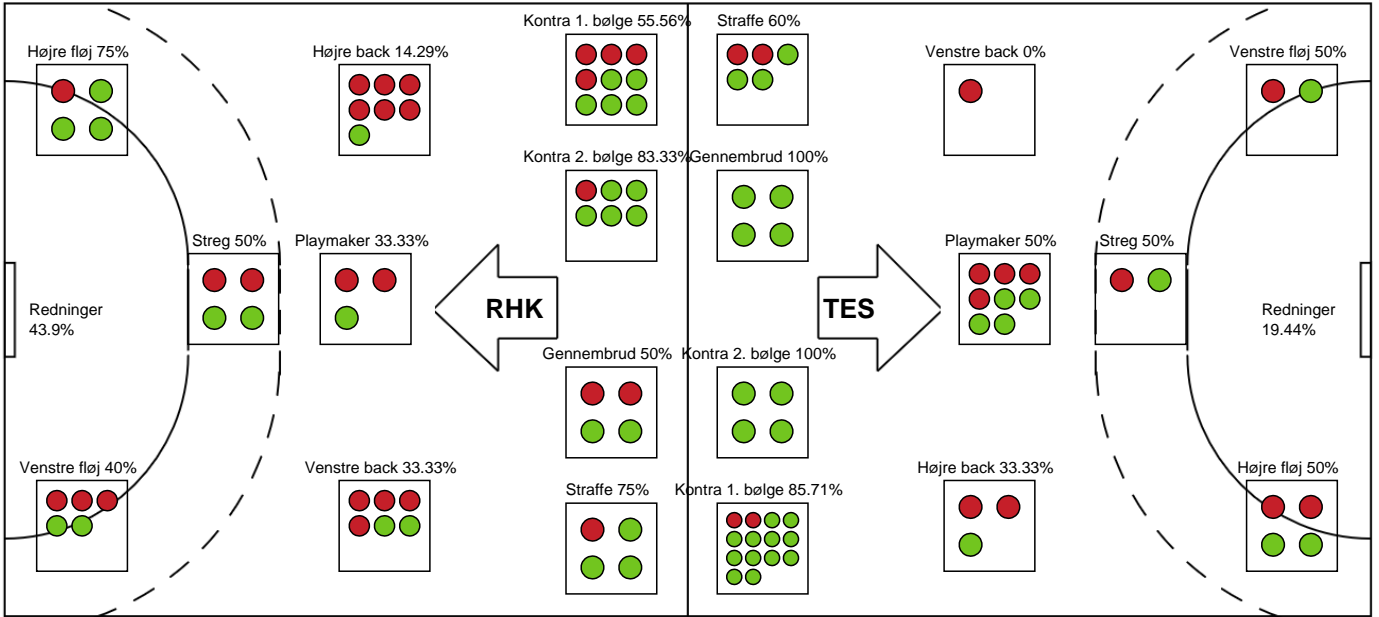 Kontra 1. bølge 55.56%
Straffe 60%
Højre fløj 75%
Højre back 14.29%
Venstre back 0%
Venstre fløj 50%
Kontra 2. bølge 83.33%
Gennembrud 100%
Streg 50%
Playmaker 33.33%
Playmaker 50%
Streg 50%
Redninger
43.9%
RHK
TES
Redninger
19.44%
Gennembrud 50%
Kontra 2. bølge 100%
Venstre fløj 40%
Venstre back 33.33%
Højre back 33.33%
Højre fløj 50%
Straffe 75%
Kontra 1. bølge 85.71%